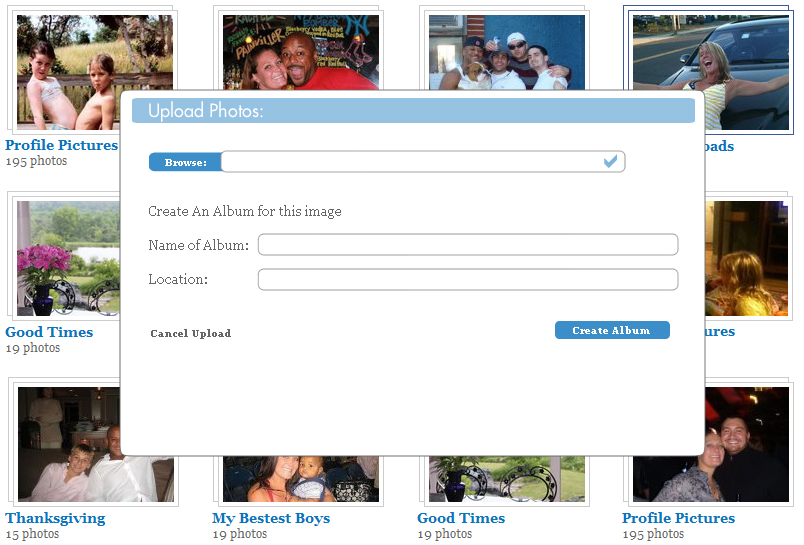 Upload Photos:
Browse:
Create An Album for this image
Name of Album:
Location:
Cancel Upload
Create Album
Profile Pictures
195 photos
oads
Good Times
19 photos
ures
Thanksgiving
15 photos
My Bestest Boys
19 photos
Good Times
19 photos
Profile Pictures
195 photos